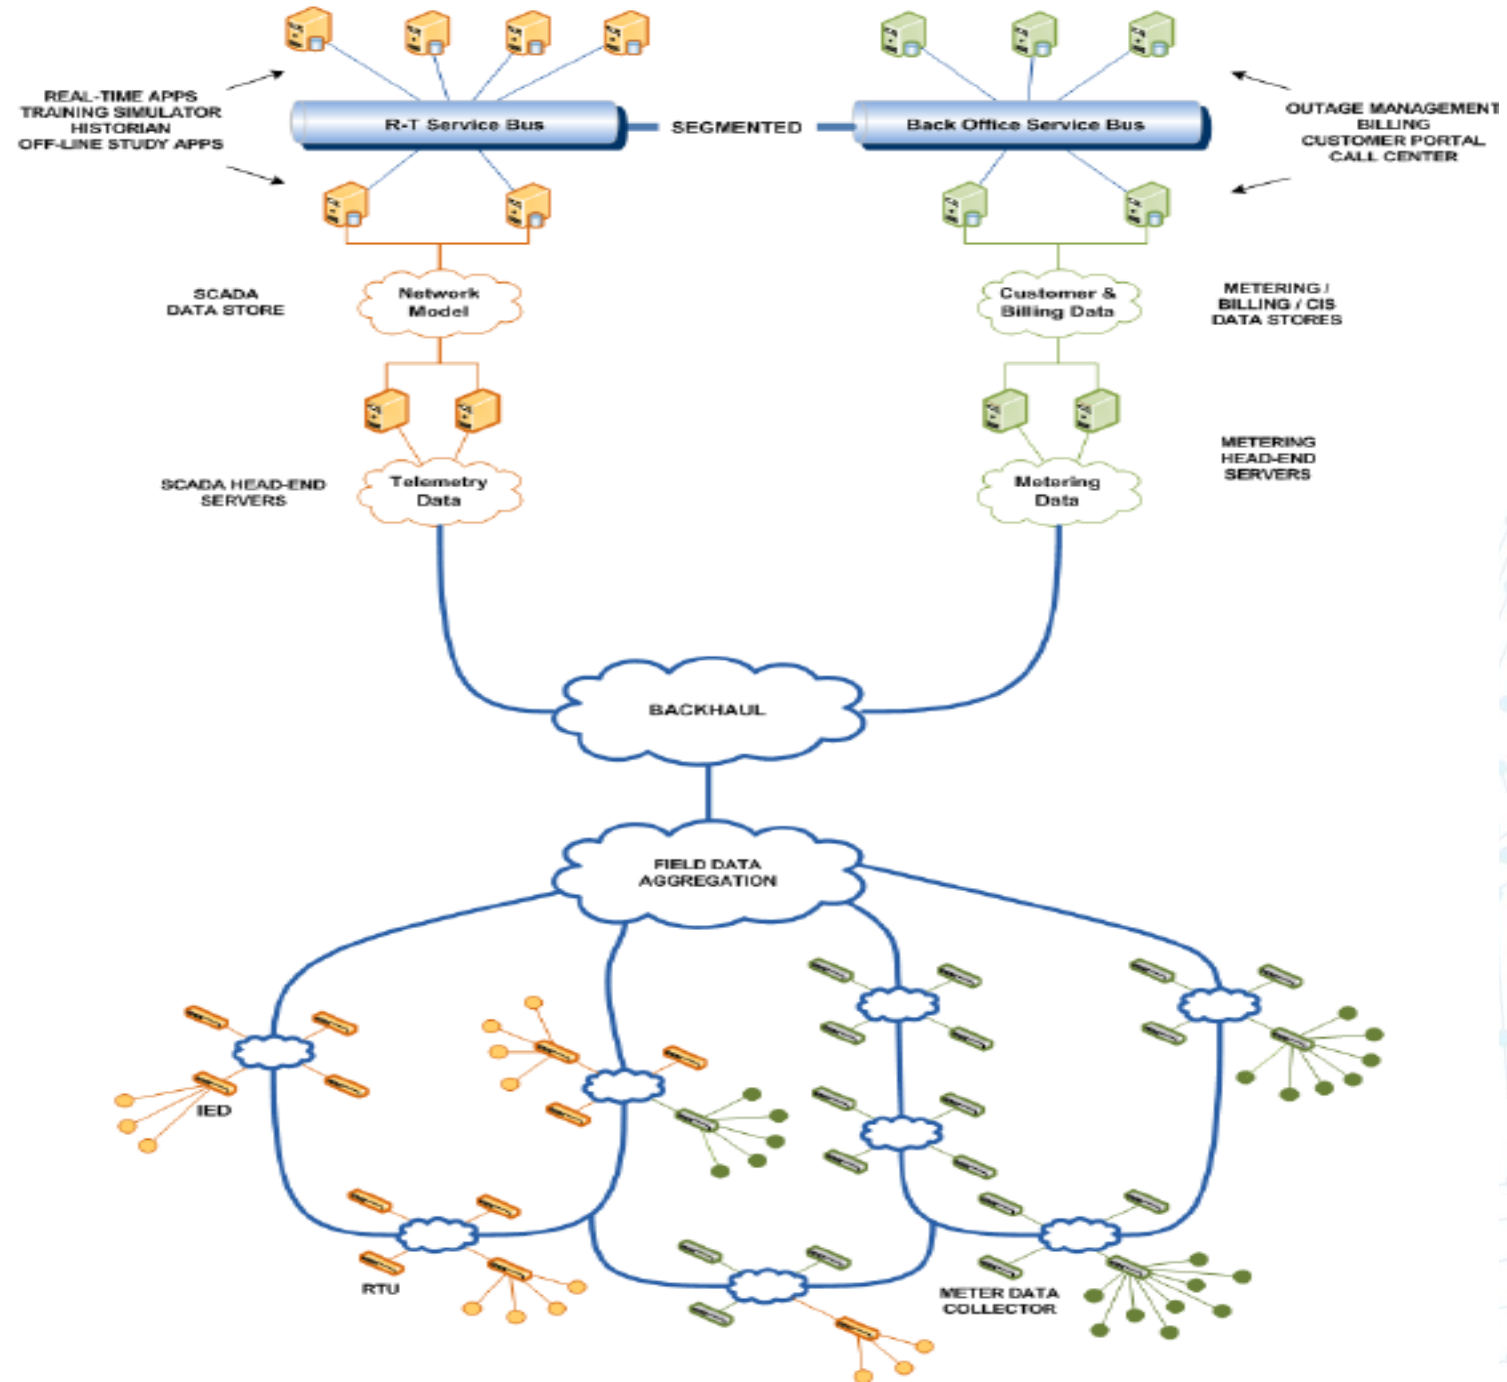 REAL-TIME APPS
TRAINING SIMULATOR
HISTORIAN
OFF-LINE STUDY APPS
R-T Service Bus
SEGMENTED
Back Office Service Bus
OUTAGE MANAGEMENT
BILLING
CUSTOMER PORTAL
CALL CENTER
SCADA
DATA STORE
Network
Model
Customer &
Billing Data
METERING /
BILLING / CIS
DATA STORES
SCADA HEAD-END
SERVERS
Telemetry
Data
Metering
Data
METERING
HEAD-END
SERVERS
BACKHAUL
FIELD DATA
AGGREGATION
IED
RTU
METER DATA
COLLECTOR